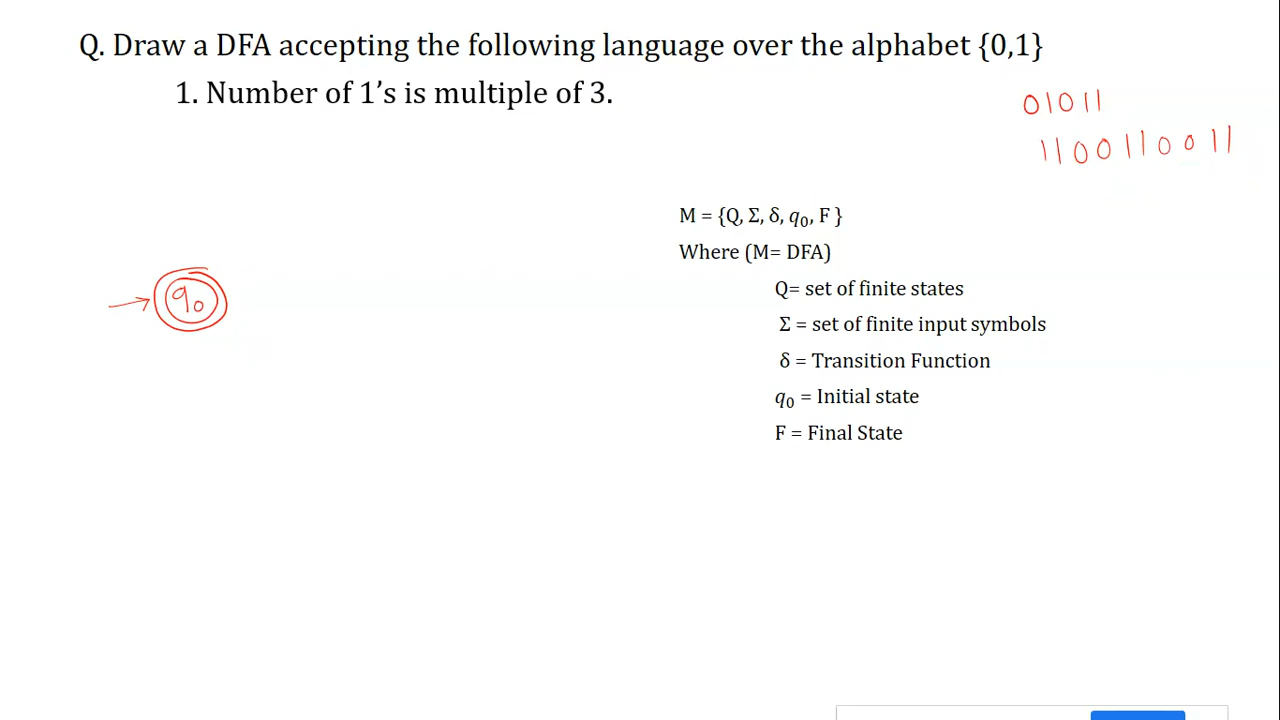 Q. Draw a DFA accepting the following language over the alphabet {0,1}
1. Number of 1’s is multiple of 3.
01011
1100110011
M = {Q, Σ, δ, q₀, F }
Where (M= DFA)
Q= set of finite states
Σ = set of finite input symbols
δ = Transition Function
q₀ = Initial state
F = Final State
q₀